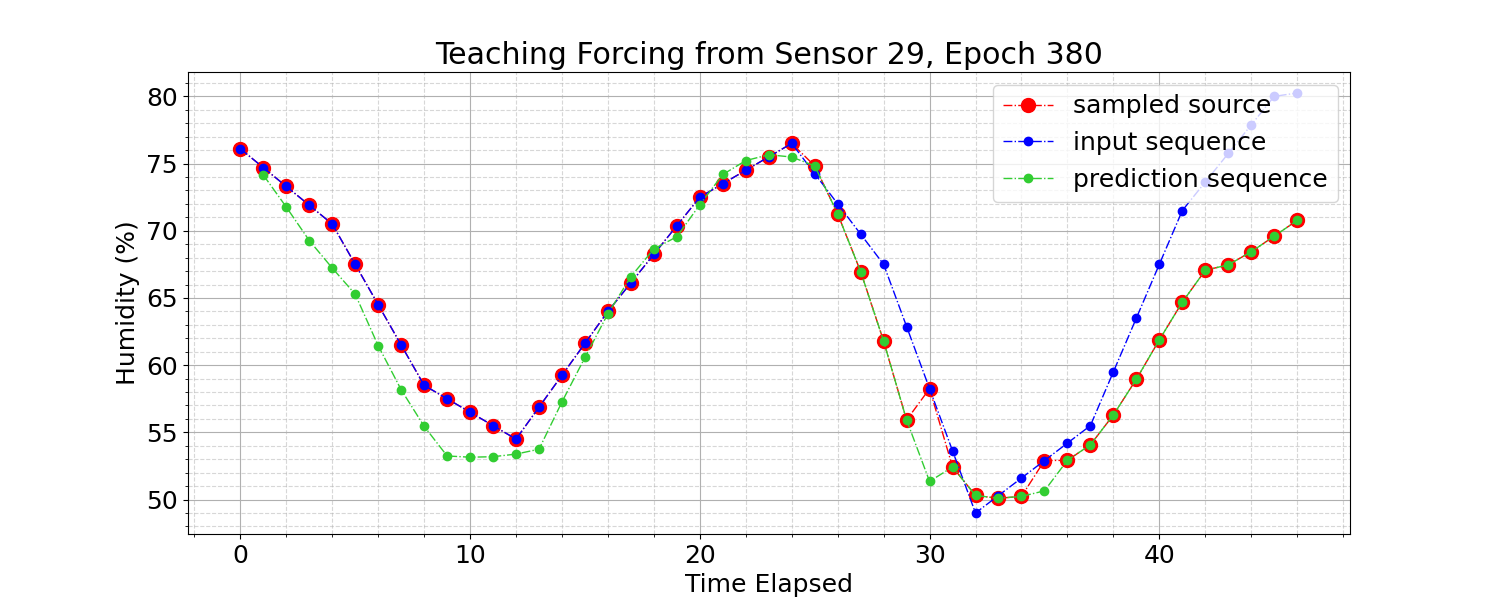 Teaching Forcing from Sensor 29, Epoch 380
80
75
70
65
60
55
50
Humidity (%)
sampled source
input sequence
prediction sequence
0 10 20 30 40
Time Elapsed